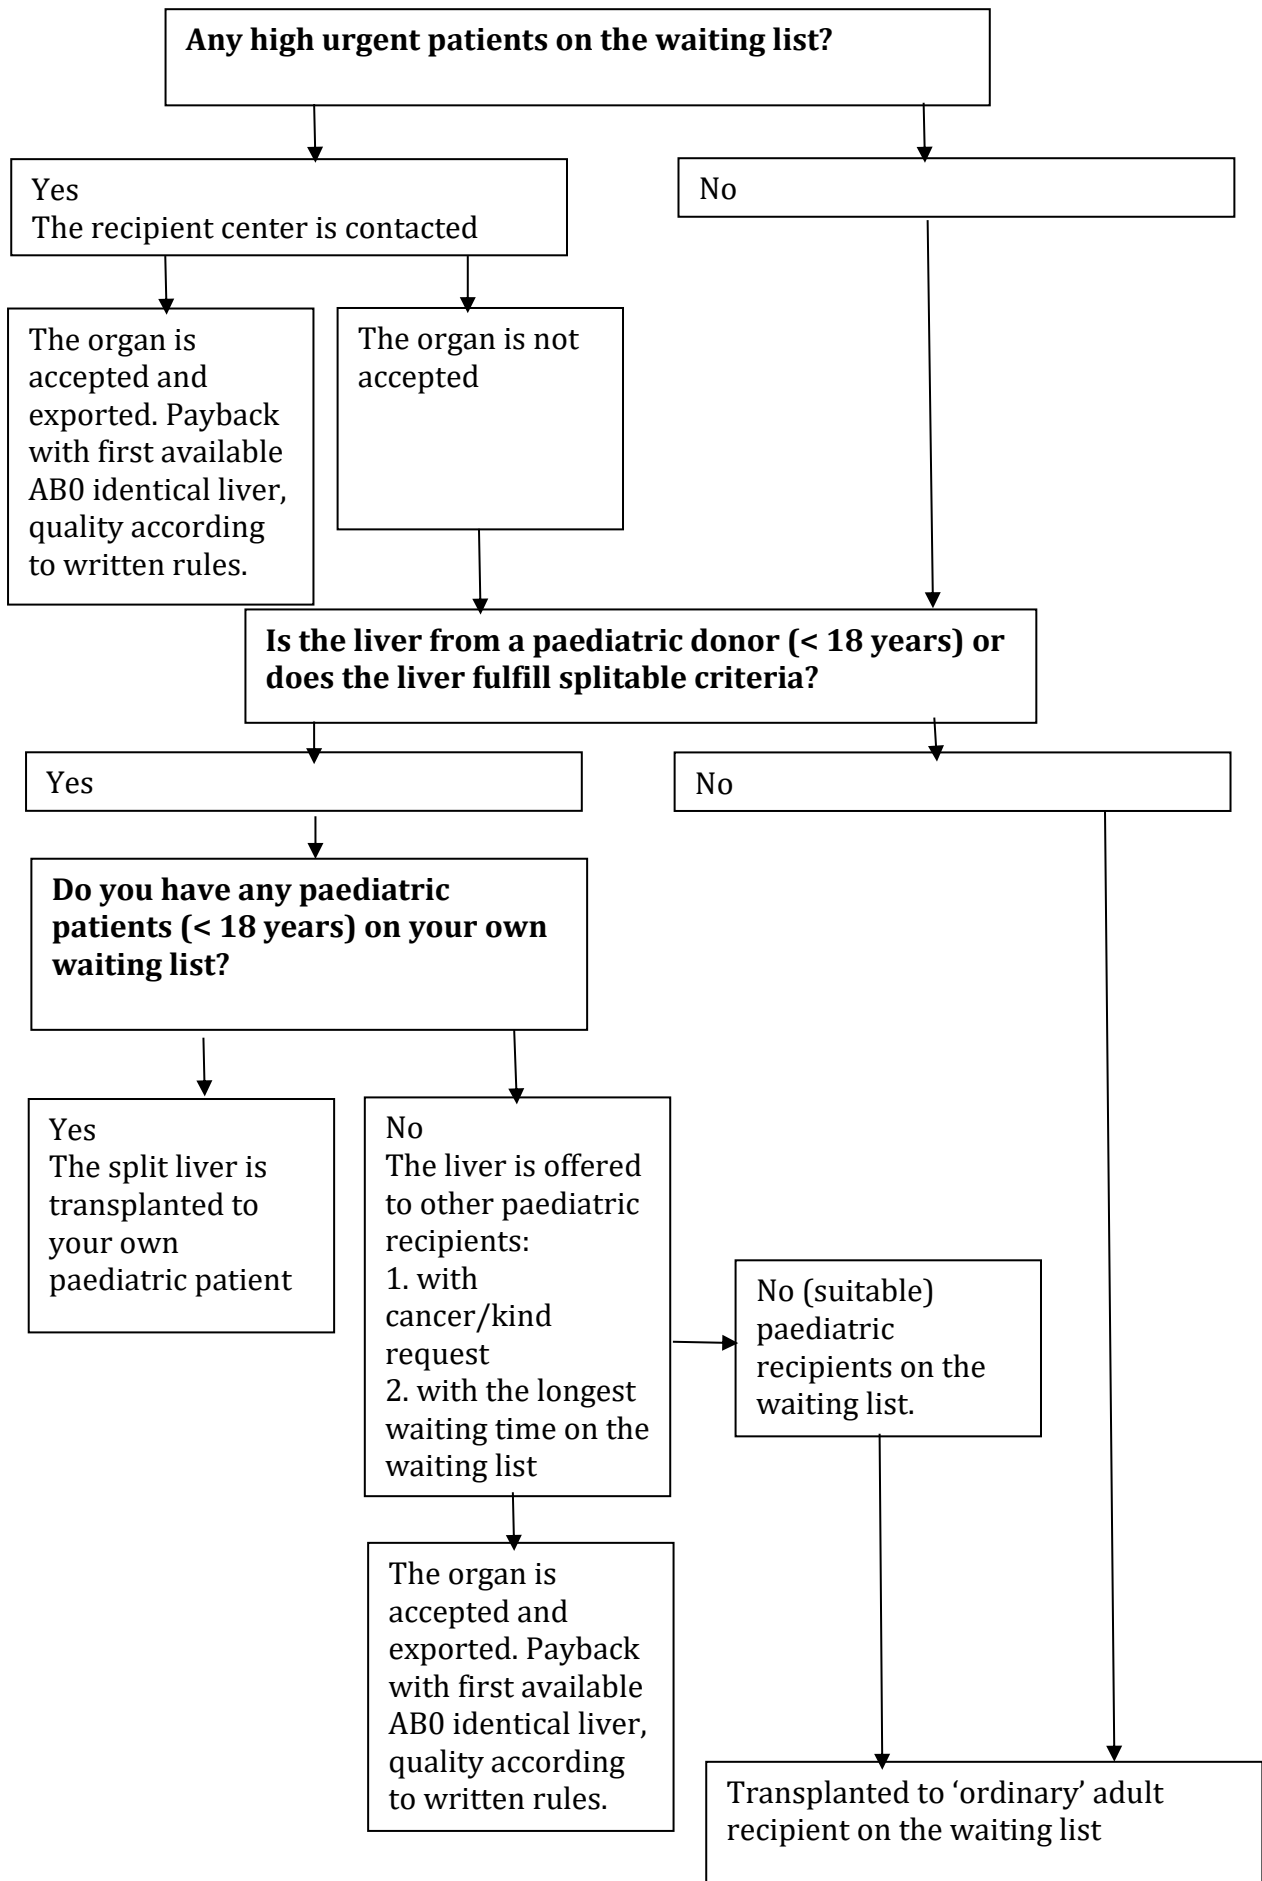 Any high urgent patients on the waiting list?
Yes
The recipient center is contacted
No
The organ is
accepted and
exported. Payback
with first available
AB0 identical liver,
quality according
to written rules.
The organ is not
accepted
Is the liver from a paediatric donor (< 18 years) or
does the liver fulfill splitable criteria?
Yes
No
Do you have any paediatric
patients (< 18 years) on your own
waiting list?
Yes
The split liver is
transplanted to
your own
paediatric patient
No
The liver is offered
to other paediatric
recipients:
1. with
cancer/kind
request
2. with the longest
waiting time on the
waiting list
No (suitable)
paediatric
recipients on the
waiting list.
The organ is
accepted and
exported. Payback
with first available
AB0 identical liver,
quality according
to written rules.
Transplanted to ‘ordinary’ adult
recipient on the waiting list